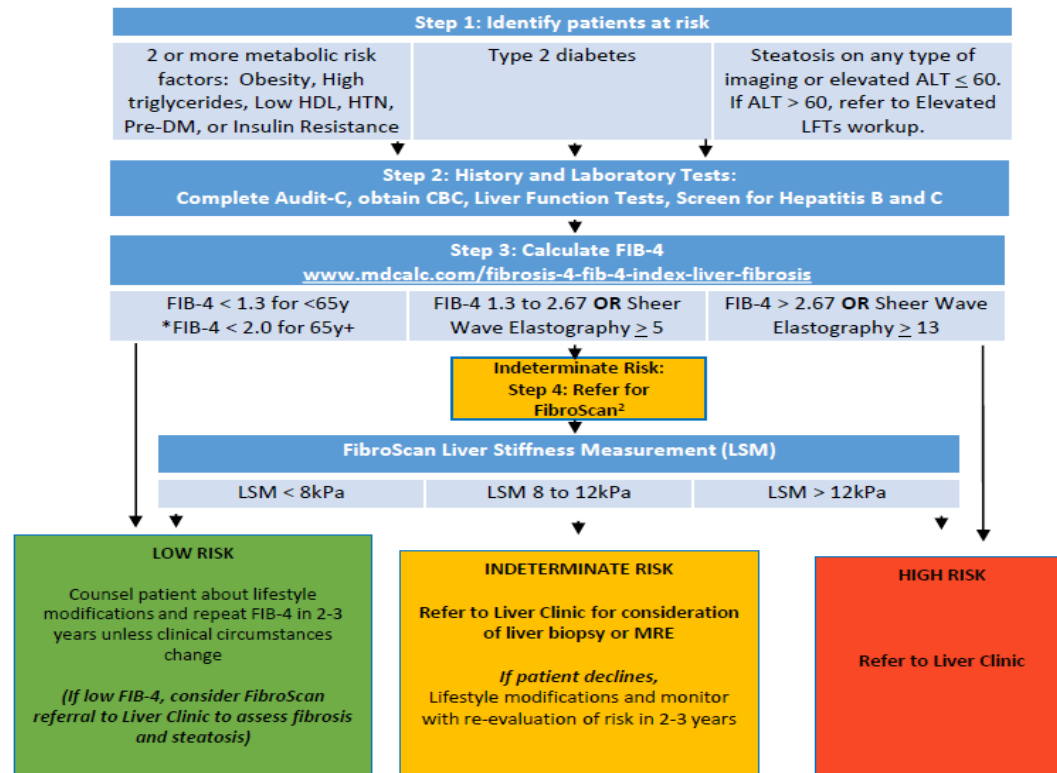 Step 1: Identify patients at risk
2 or more metabolic risk
factors: Obesity, High
triglycerides, Low HDL, HTN,
Pre-DM, or Insulin Resistance
Type 2 diabetes
Steatosis on any type of
imaging or elevated ALT ≤ 60.
If ALT > 60, refer to Elevated
LFTs workup.
Step 2: History and Laboratory Tests:
Complete Audit-C, obtain CBC, Liver Function Tests, Screen for Hepatitis B and C
Step 3: Calculate FIB-4
www.mdcalc.com/fibrosis-4-fib-4-index-liver-fibrosis
FIB-4 < 1.3 for <65y
*FIB-4 < 2.0 for 65y+
FIB-4 1.3 to 2.67 OR Sheer
Wave Elastography ≥ 5
FIB-4 > 2.67 OR Sheer Wave
Elastography ≥ 13
Indeterminate Risk:
Step 4: Refer for
FibroScan²
FibroScan Liver Stiffness Measurement (LSM)
LSM < 8kPa
LSM 8 to 12kPa
LSM > 12kPa
LOW RISK
Counsel patient about lifestyle
modifications and repeat FIB-4 in 2-3
years unless clinical circumstances
change
(If low FIB-4, consider FibroScan
referral to Liver Clinic to assess fibrosis
and steatosis)
INDETERMINATE RISK
Refer to Liver Clinic for consideration
of liver biopsy or MRE
If patient declines,
Lifestyle modifications and monitor
with re-evaluation of risk in 2-3 years
HIGH RISK
Refer to Liver Clinic